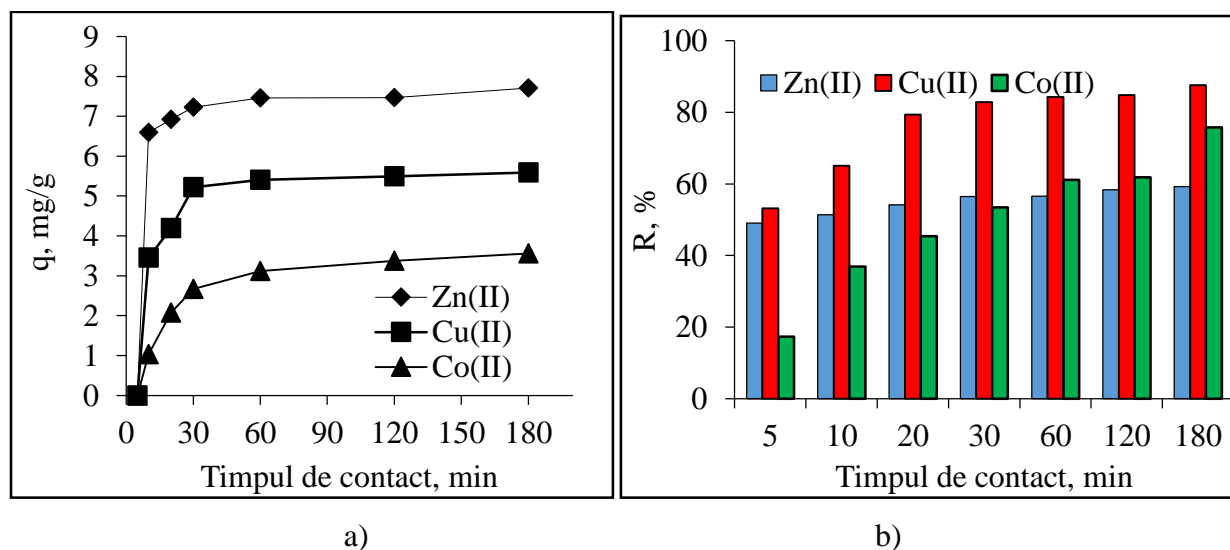 9
8
7
6
5
4
3
2
1
0
q, mg/g
Zn(II)
Cu(II)
Co(II)
0 30 60 90 120 150 180
Timpul de contact, min
a)
100
80
60
40
20
0
R, %
Zn(II) Cu(II) Co(II)
5 10 20 30 60 120 180
Timpul de contact, min
b)